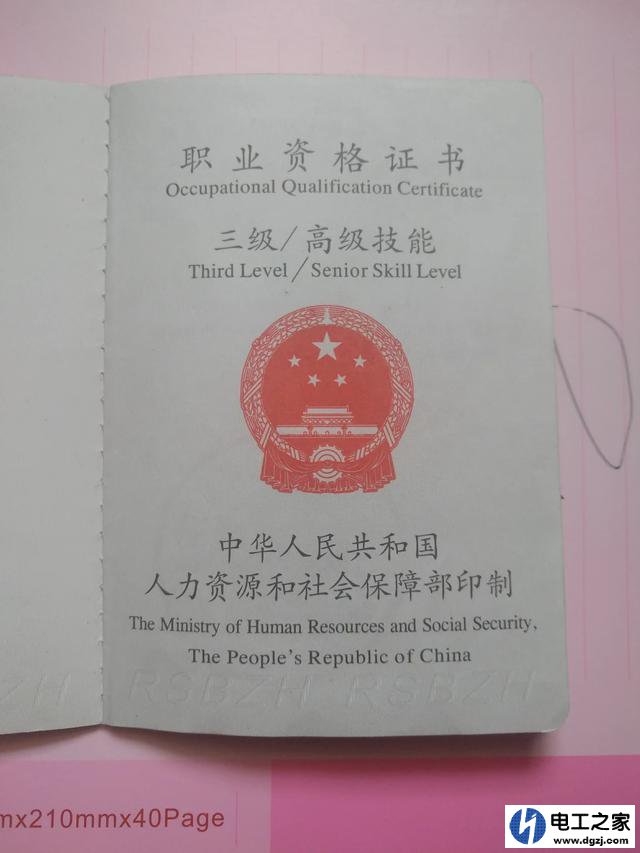 职业资格证书
Occupational Qualification Certificate
三级/高级技能
Third Level/Senior Skill Level
中华人民共和国
人力资源和社会保障部印制
The Ministry of Human Resources and Social Security,
The People's Republic of China
RSBZH RSBZH
mx210mmx40Page
电工之家
www.dgzj.com